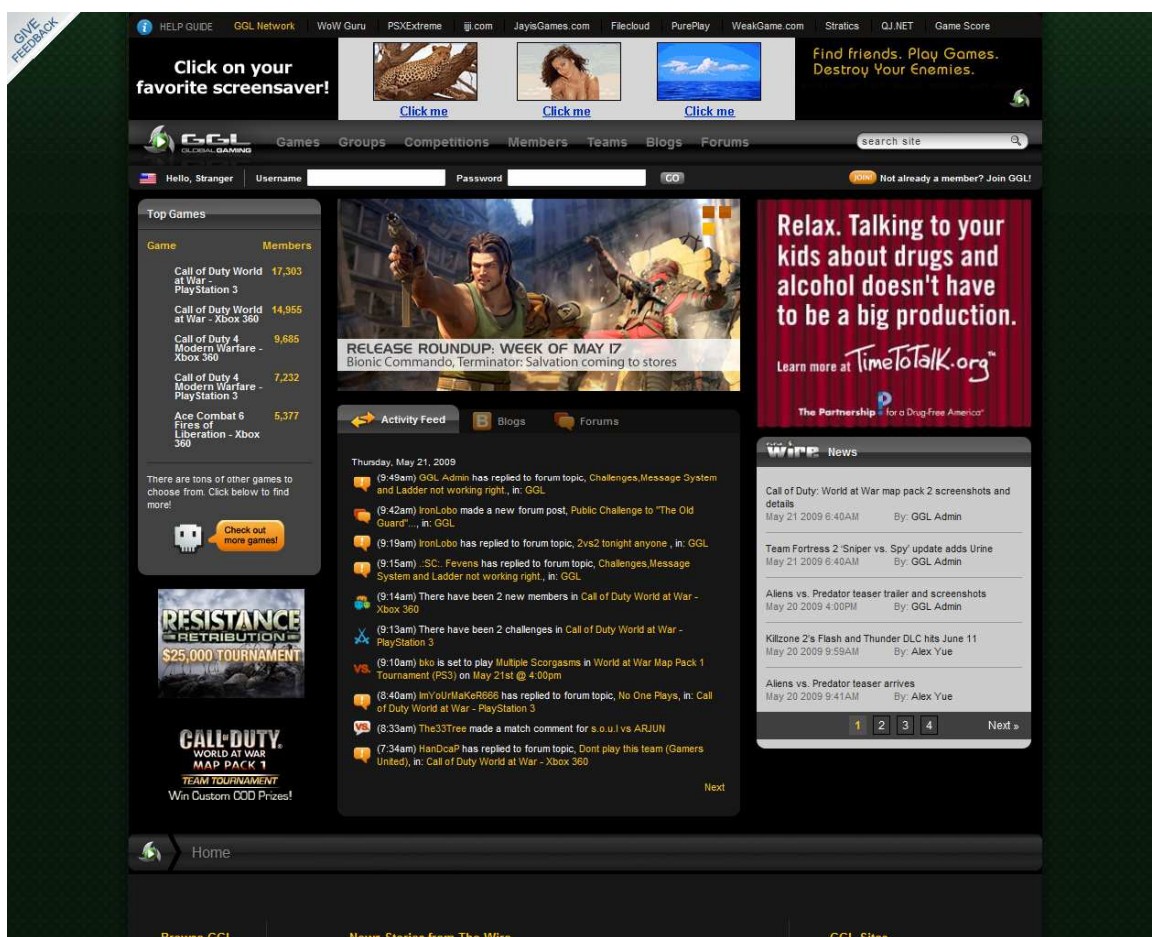 GIVE
FEEDBACK
HELP GUIDE GGL Network WoW Guru PSXExtreme jijji.com JayisGames.com Filecloud PurePlay WeakGame.com Stratics QJ.NET Game Score
Click on your
favorite screensaver!
Click me Click me Click me
Find friends. Play Games.
Destroy Your Enemies.
GGL Games Groups Competitions Members Teams Blogs Forums search site
GLOBAL GAMING
Hello, Stranger Username Password GO JOIN! Not already a member? Join GGL!
Top Games
Game Members
Call of Duty World 17,303
at War -
PlayStation 3
Call of Duty World 14,955
at War - Xbox 360
Call of Duty 4 9,685
Modern Warfare -
Xbox 360
Call of Duty 4 7,232
Modern Warfare -
PlayStation 3
Ace Combat 6 5,377
Fires of
Liberation - Xbox
360
There are tons of other games to
choose from. Click below to find
more!
Check out
more games!
RESISTANCE
RETRIBUTION
$25,000 TOURNAMENT
CALL OF DUTY.
WORLD AT WAR
MAP PACK 1
TEAM TOURNAMENT
Win Custom COD Prizes!
RELEASE ROUNDUP: WEEK OF MAY 17
Bionic Commando, Terminator: Salvation coming to stores
Activity Feed Blogs Forums
Thursday, May 21, 2009
(9:49am) GGL Admin has replied to forum topic, Challenges,Message System
and Ladder not working right., in: GGL
(9:42am) IronLobo made a new forum post, Public Challenge to "The Old
Guard"..., in: GGL
(9:19am) IronLobo has replied to forum topic, 2vs2 tonight anyone , in: GGL
(9:15am) .:SC:. Fevens has replied to forum topic, Challenges,Message
System and Ladder not working right., in: GGL
(9:14am) There have been 2 new members in Call of Duty World at War -
Xbox 360
(9:13am) There have been 2 challenges in Call of Duty World at War -
PlayStation 3
VS. (9:10am) bko is set to play Multiple Scorgasms in World at War Map Pack 1
Tournament (PS3) on May 21st @ 4:00pm
(8:40am) ImYoUrMaKeR666 has replied to forum topic, No One Plays, in: Call
of Duty World at War - PlayStation 3
VS. (8:33am) The33Tree made a match comment for s.o.u.l vs ARJUN
(7:34am) HanDcaP has replied to forum topic, Dont play this team (Gamers
United), in: Call of Duty World at War - Xbox 360
Next
Relax. Talking to your
kids about drugs and
alcohol doesn't have
to be a big production.
Learn more at TimeToTalk.org™
The Partnership for a Drug-Free America®
WIRE News
Call of Duty: World at War map pack 2 screenshots and
details
May 21 2009 6:40AM By: GGL Admin
Team Fortress 2 'Sniper vs. Spy' update adds Urine
May 21 2009 6:40AM By: GGL Admin
Aliens vs. Predator teaser trailer and screenshots
May 20 2009 4:00PM By: GGL Admin
Killzone 2's Flash and Thunder DLC hits June 11
May 20 2009 9:59AM By: Alex Yue
Aliens vs. Predator teaser arrives
May 20 2009 9:41AM By: Alex Yue
1 2 3 4 Next »
Home
Browse GGL News Stories from The Wire GGL Sites